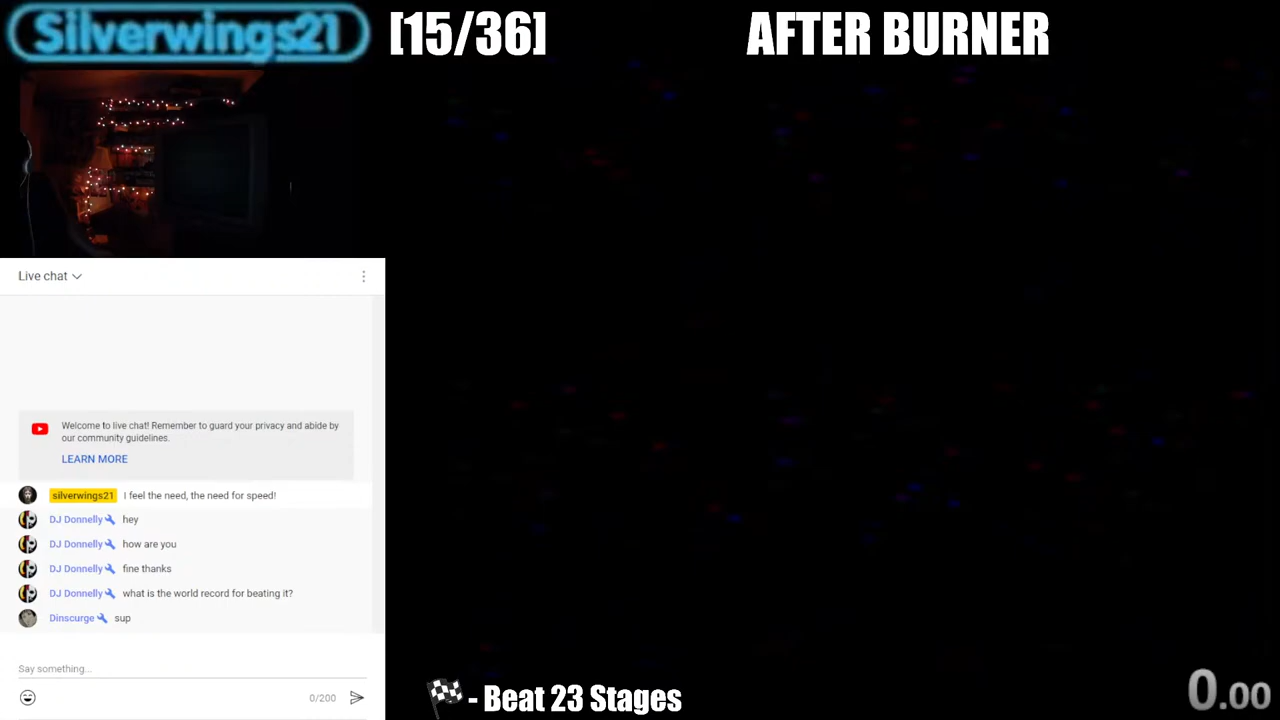 Silverwings21 [15/36] AFTER BURNER
Live chat
Welcome to live chat! Remember to guard your privacy and abide by
our community guidelines.
LEARN MORE
silverwings21 I feel the need, the need for speed!
DJ Donnelly hey
DJ Donnelly how are you
DJ Donnelly fine thanks
DJ Donnelly what is the world record for beating it?
Dinscurge sup
Say something...
0/200
- Beat 23 Stages
0.00